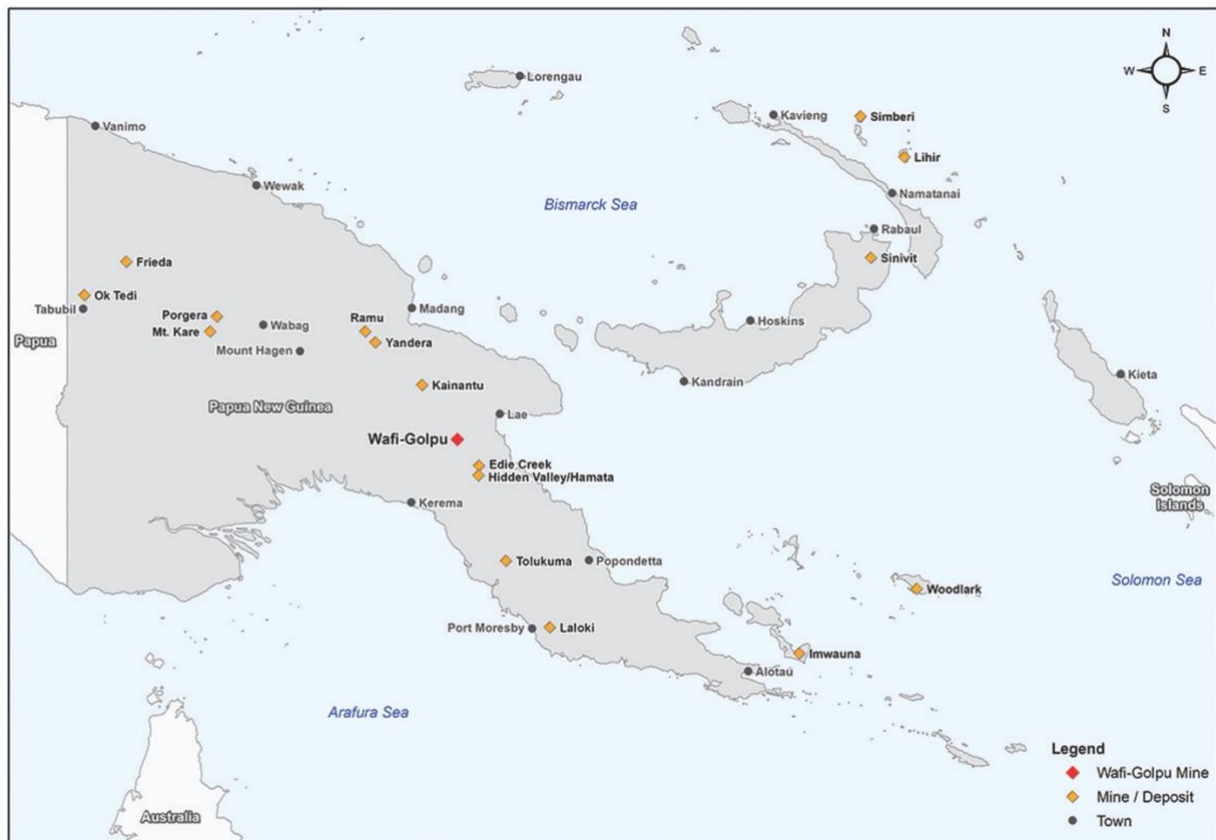 N
W E
S
Lorengau
Kavieng
Simberi
Vanimo
Lihir
Wewak
Namatanai
Bismarck Sea
Rabaul
Sinivit
Frieda
Ok Tedi
Tabubil
Porgera
Mt. Kare
Wabag
Mount Hagen
Madang
Ramu
Yandera
Hoskins
Papua
Kainantu
Kandrain
Kieta
Papua New Guinea
Lae
Wafi-Golpu
Edie Creek
Hidden Valley/Hamata
Kerema
Solomon
Islands
Tolukuma
Popondetta
Solomon Sea
Woodlark
Port Moresby
Laloki
Imwauna
Alotau
Arafura Sea
Australia
Legend
Wafi-Golpu Mine
Mine / Deposit
Town